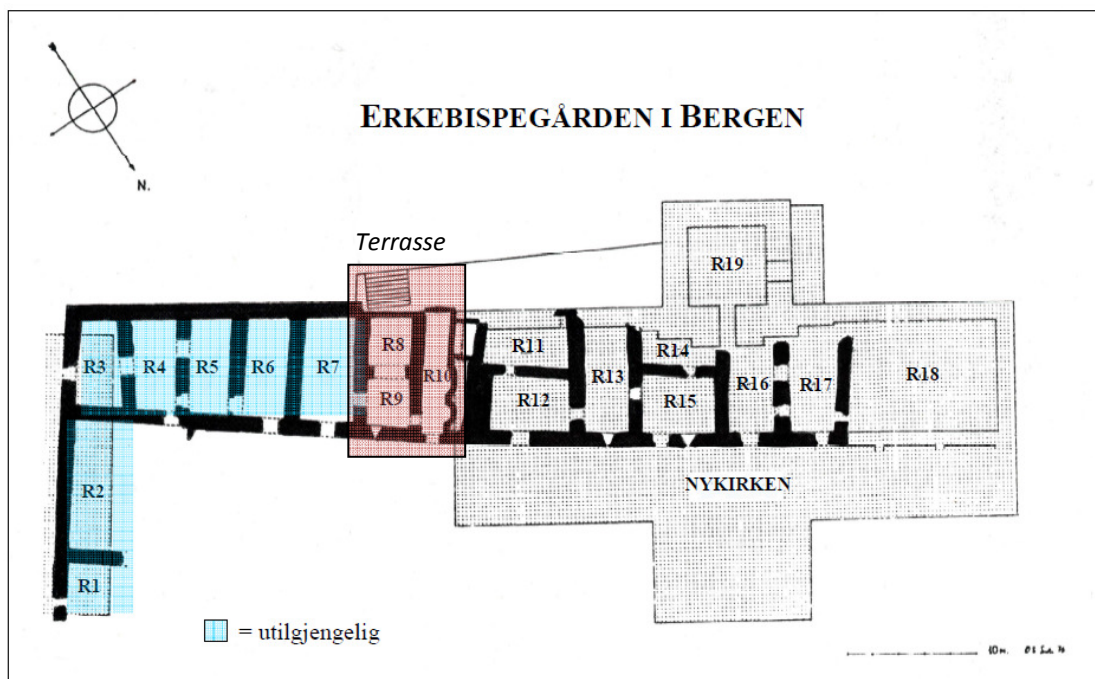 ERKEBISPEGÅRDEN I BERGEN
N.
Terrasse
R19
R3
R4
R5
R6
R7
R8
R9
R10
R11
R12
R13
R14
R15
R16
R17
R18
R2
R1
NYKIRKEN
= utilgjengelig
10 m.